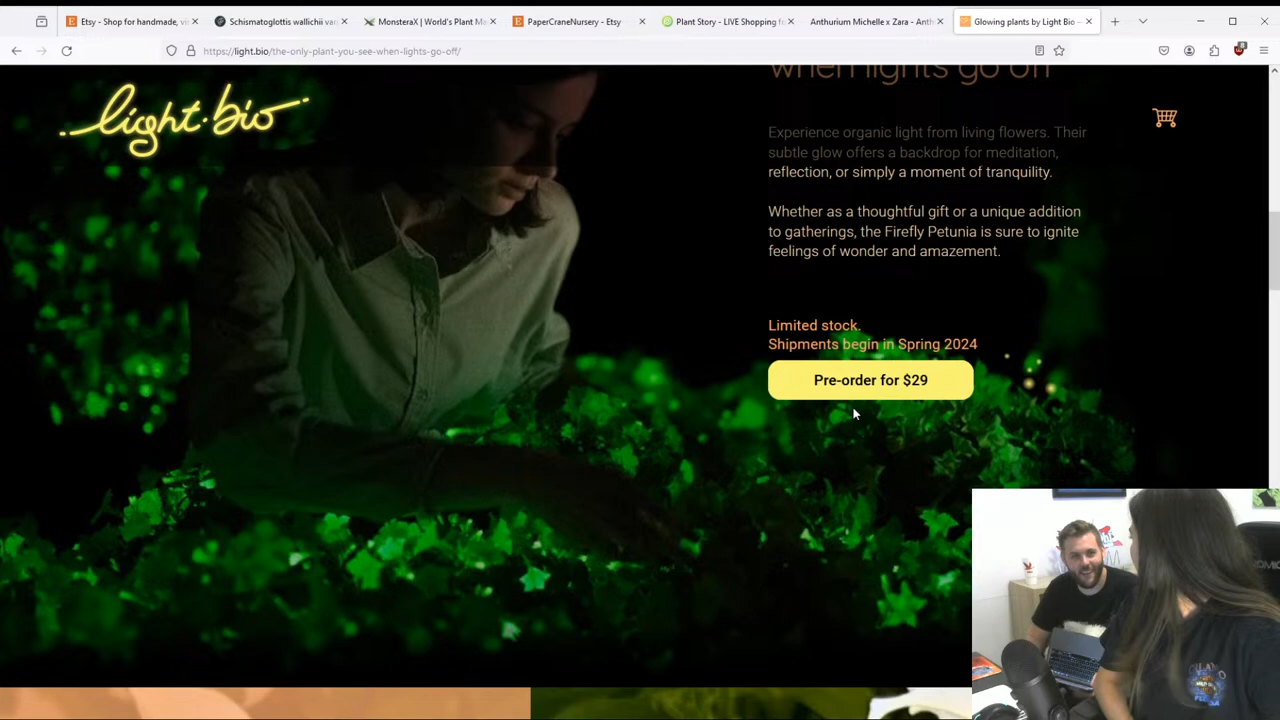 Etsy - Shop for handmade, vi
Schismatoglottis wallichii var
MonsteraX | World's Plant Ma
PaperCraneNursery - Etsy
Plant Story - LIVE Shopping f
Anthurium Michelle x Zara - Anth
Glowing plants by Light Bio –
https://light.bio/the-only-plant-you-see-when-lights-go-off/
light.bio
when lights go off
Experience organic light from living flowers. Their
subtle glow offers a backdrop for meditation,
reflection, or simply a moment of tranquility.
Whether as a thoughtful gift or a unique addition
to gatherings, the Firefly Petunia is sure to ignite
feelings of wonder and amazement.
Limited stock.
Shipments begin in Spring 2024
Pre-order for $29